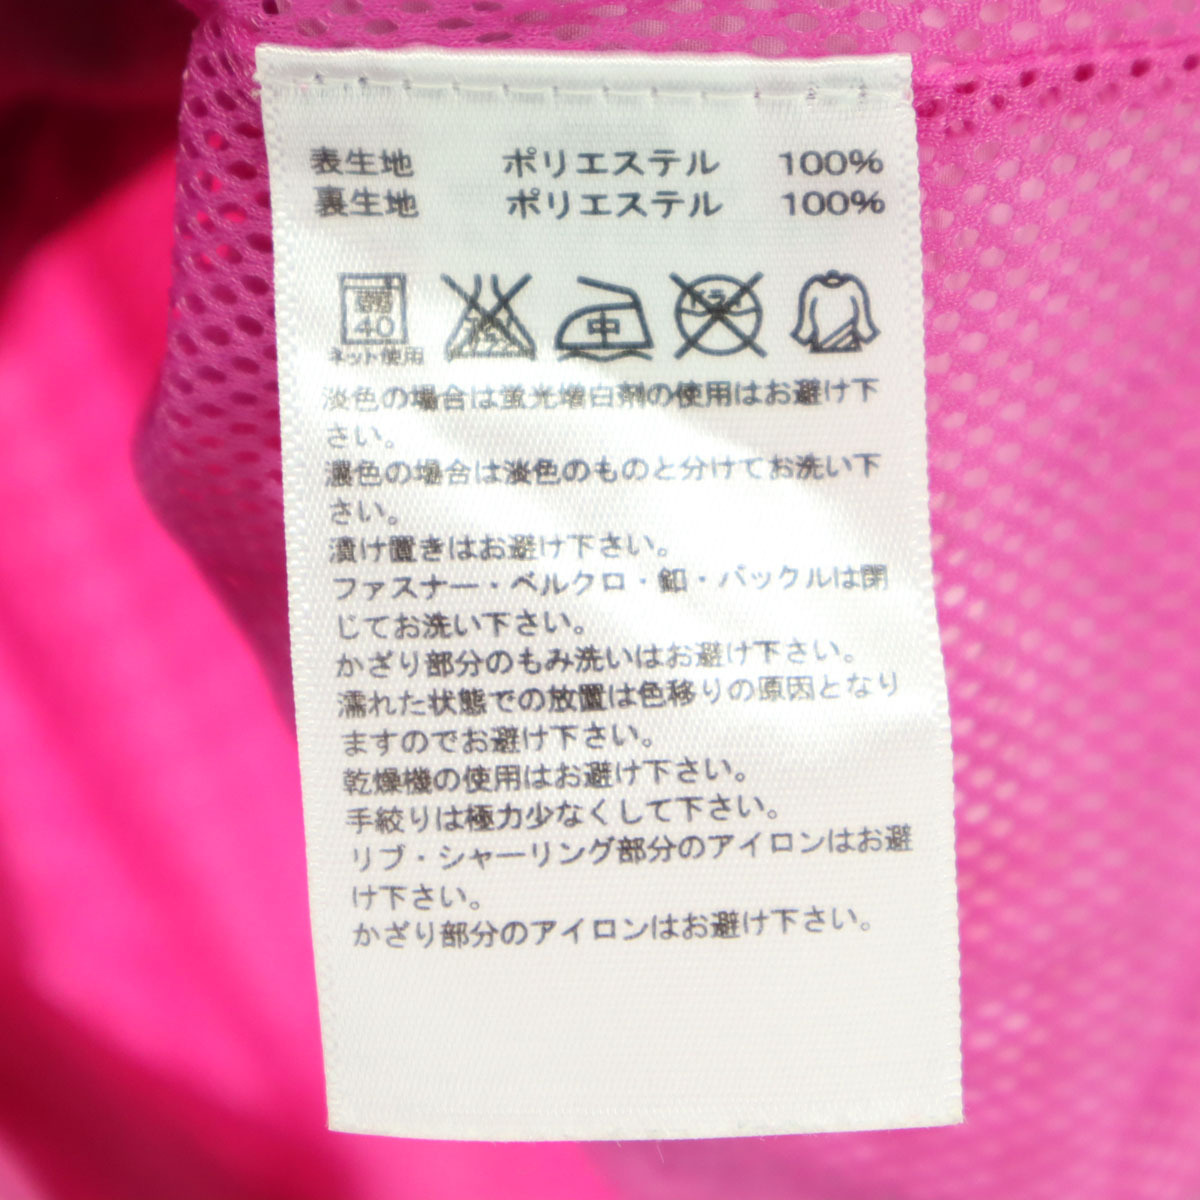 表生地 ポリエステル 100%
裏生地 ポリエステル 100%
40 中 ドライ
ネット使用
淡色の場合は蛍光増白剤の使用はお避け下
さい。
濃色の場合は淡色のものと分けてお洗い下
さい。
漬け置きはお避け下さい。
ファスナー・ベルクロ・釦・バックルは閉
じてお洗い下さい。
かざり部分のもみ洗いはお避け下さい。
濡れた状態での放置は色移りの原因となり
ますのでお避け下さい。
乾燥機の使用はお避け下さい。
手絞りは極力少なくして下さい。
リブ・シャーリング部分のアイロンはお避
け下さい。
かざり部分のアイロンはお避け下さい。